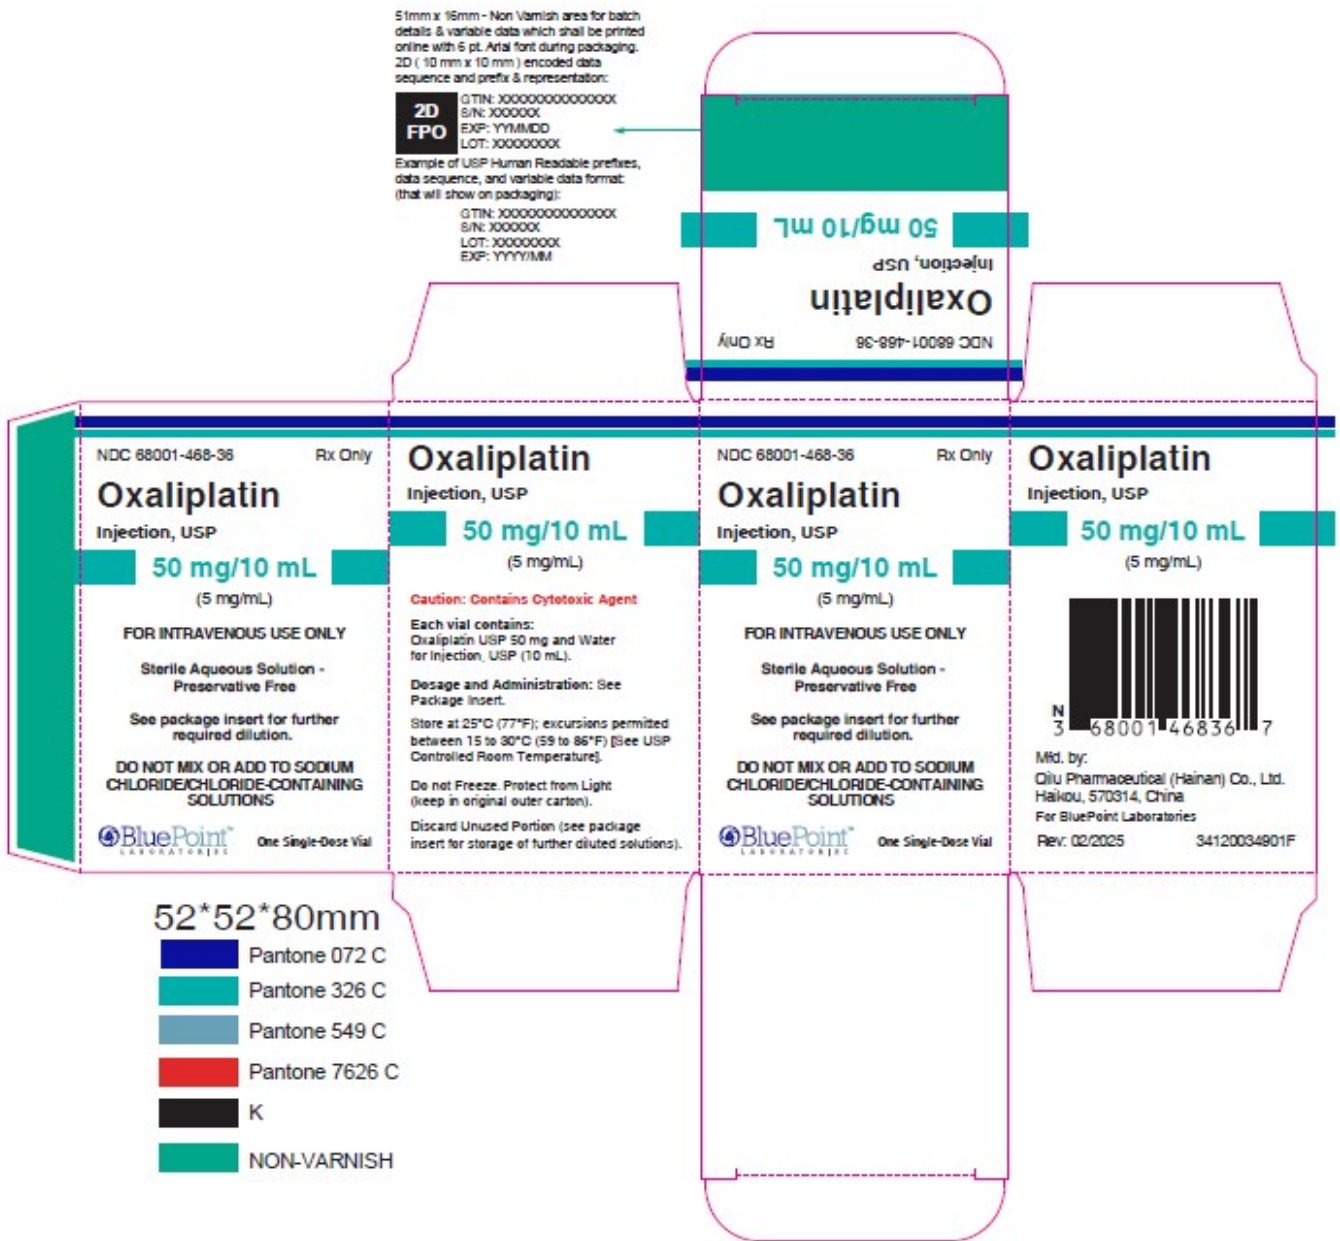 51mm x 16mm - Non Varnish area for batch
details & variable data which shall be printed
online with 6 pt. Arial font during packaging.
2D ( 10 mm x 10 mm ) encoded data
sequence and prefix & representation:
2D
FPO
GTIN: XXXXXXXXXXXXXXX
S/N: XXXXXX
EXP: YYMMDD
LOT: XXXXXXXX
Example of USP Human Readable prefixes,
data sequence, and variable data format:
(that will show on packaging):
GTIN: XXXXXXXXXXXXXXX
S/N: XXXXXX
LOT: XXXXXXXX
EXP: YYYY/MM
NDC 68001-468-36 Rx Only
Oxaliplatin
Injection, USP
50 mg/10 mL
NDC 68001-468-36 Rx Only
Oxaliplatin
Injection, USP
50 mg/10 mL
(5 mg/mL)
FOR INTRAVENOUS USE ONLY
Sterile Aqueous Solution -
Preservative Free
See package insert for further
required dilution.
DO NOT MIX OR ADD TO SODIUM
CHLORIDE/CHLORIDE-CONTAINING
SOLUTIONS
BluePoint™
LABORATORIES
One Single-Dose Vial
Oxaliplatin
Injection, USP
50 mg/10 mL
(5 mg/mL)
Caution: Contains Cytotoxic Agent
Each vial contains:
Oxaliplatin USP 50 mg and Water
for Injection, USP (10 mL).
Dosage and Administration: See
Package Insert.
Store at 25°C (77°F); excursions permitted
between 15 to 30°C (59 to 86°F) [See USP
Controlled Room Temperature].
Do not Freeze. Protect from Light
(keep in original outer carton).
Discard Unused Portion (see package
insert for storage of further diluted solutions).
NDC 68001-468-36 Rx Only
Oxaliplatin
Injection, USP
50 mg/10 mL
(5 mg/mL)
FOR INTRAVENOUS USE ONLY
Sterile Aqueous Solution -
Preservative Free
See package insert for further
required dilution.
DO NOT MIX OR ADD TO SODIUM
CHLORIDE/CHLORIDE-CONTAINING
SOLUTIONS
BluePoint™
LABORATORIES
One Single-Dose Vial
Oxaliplatin
Injection, USP
50 mg/10 mL
(5 mg/mL)
N
3 68001 46836 7
Mfd. by:
Qilu Pharmaceutical (Hainan) Co., Ltd.
Haikou, 570314, China
For BluePoint Laboratories
Rev: 02/2025 34120034901F
52*52*80mm
Pantone 072 C
Pantone 326 C
Pantone 549 C
Pantone 7626 C
K
NON-VARNISH